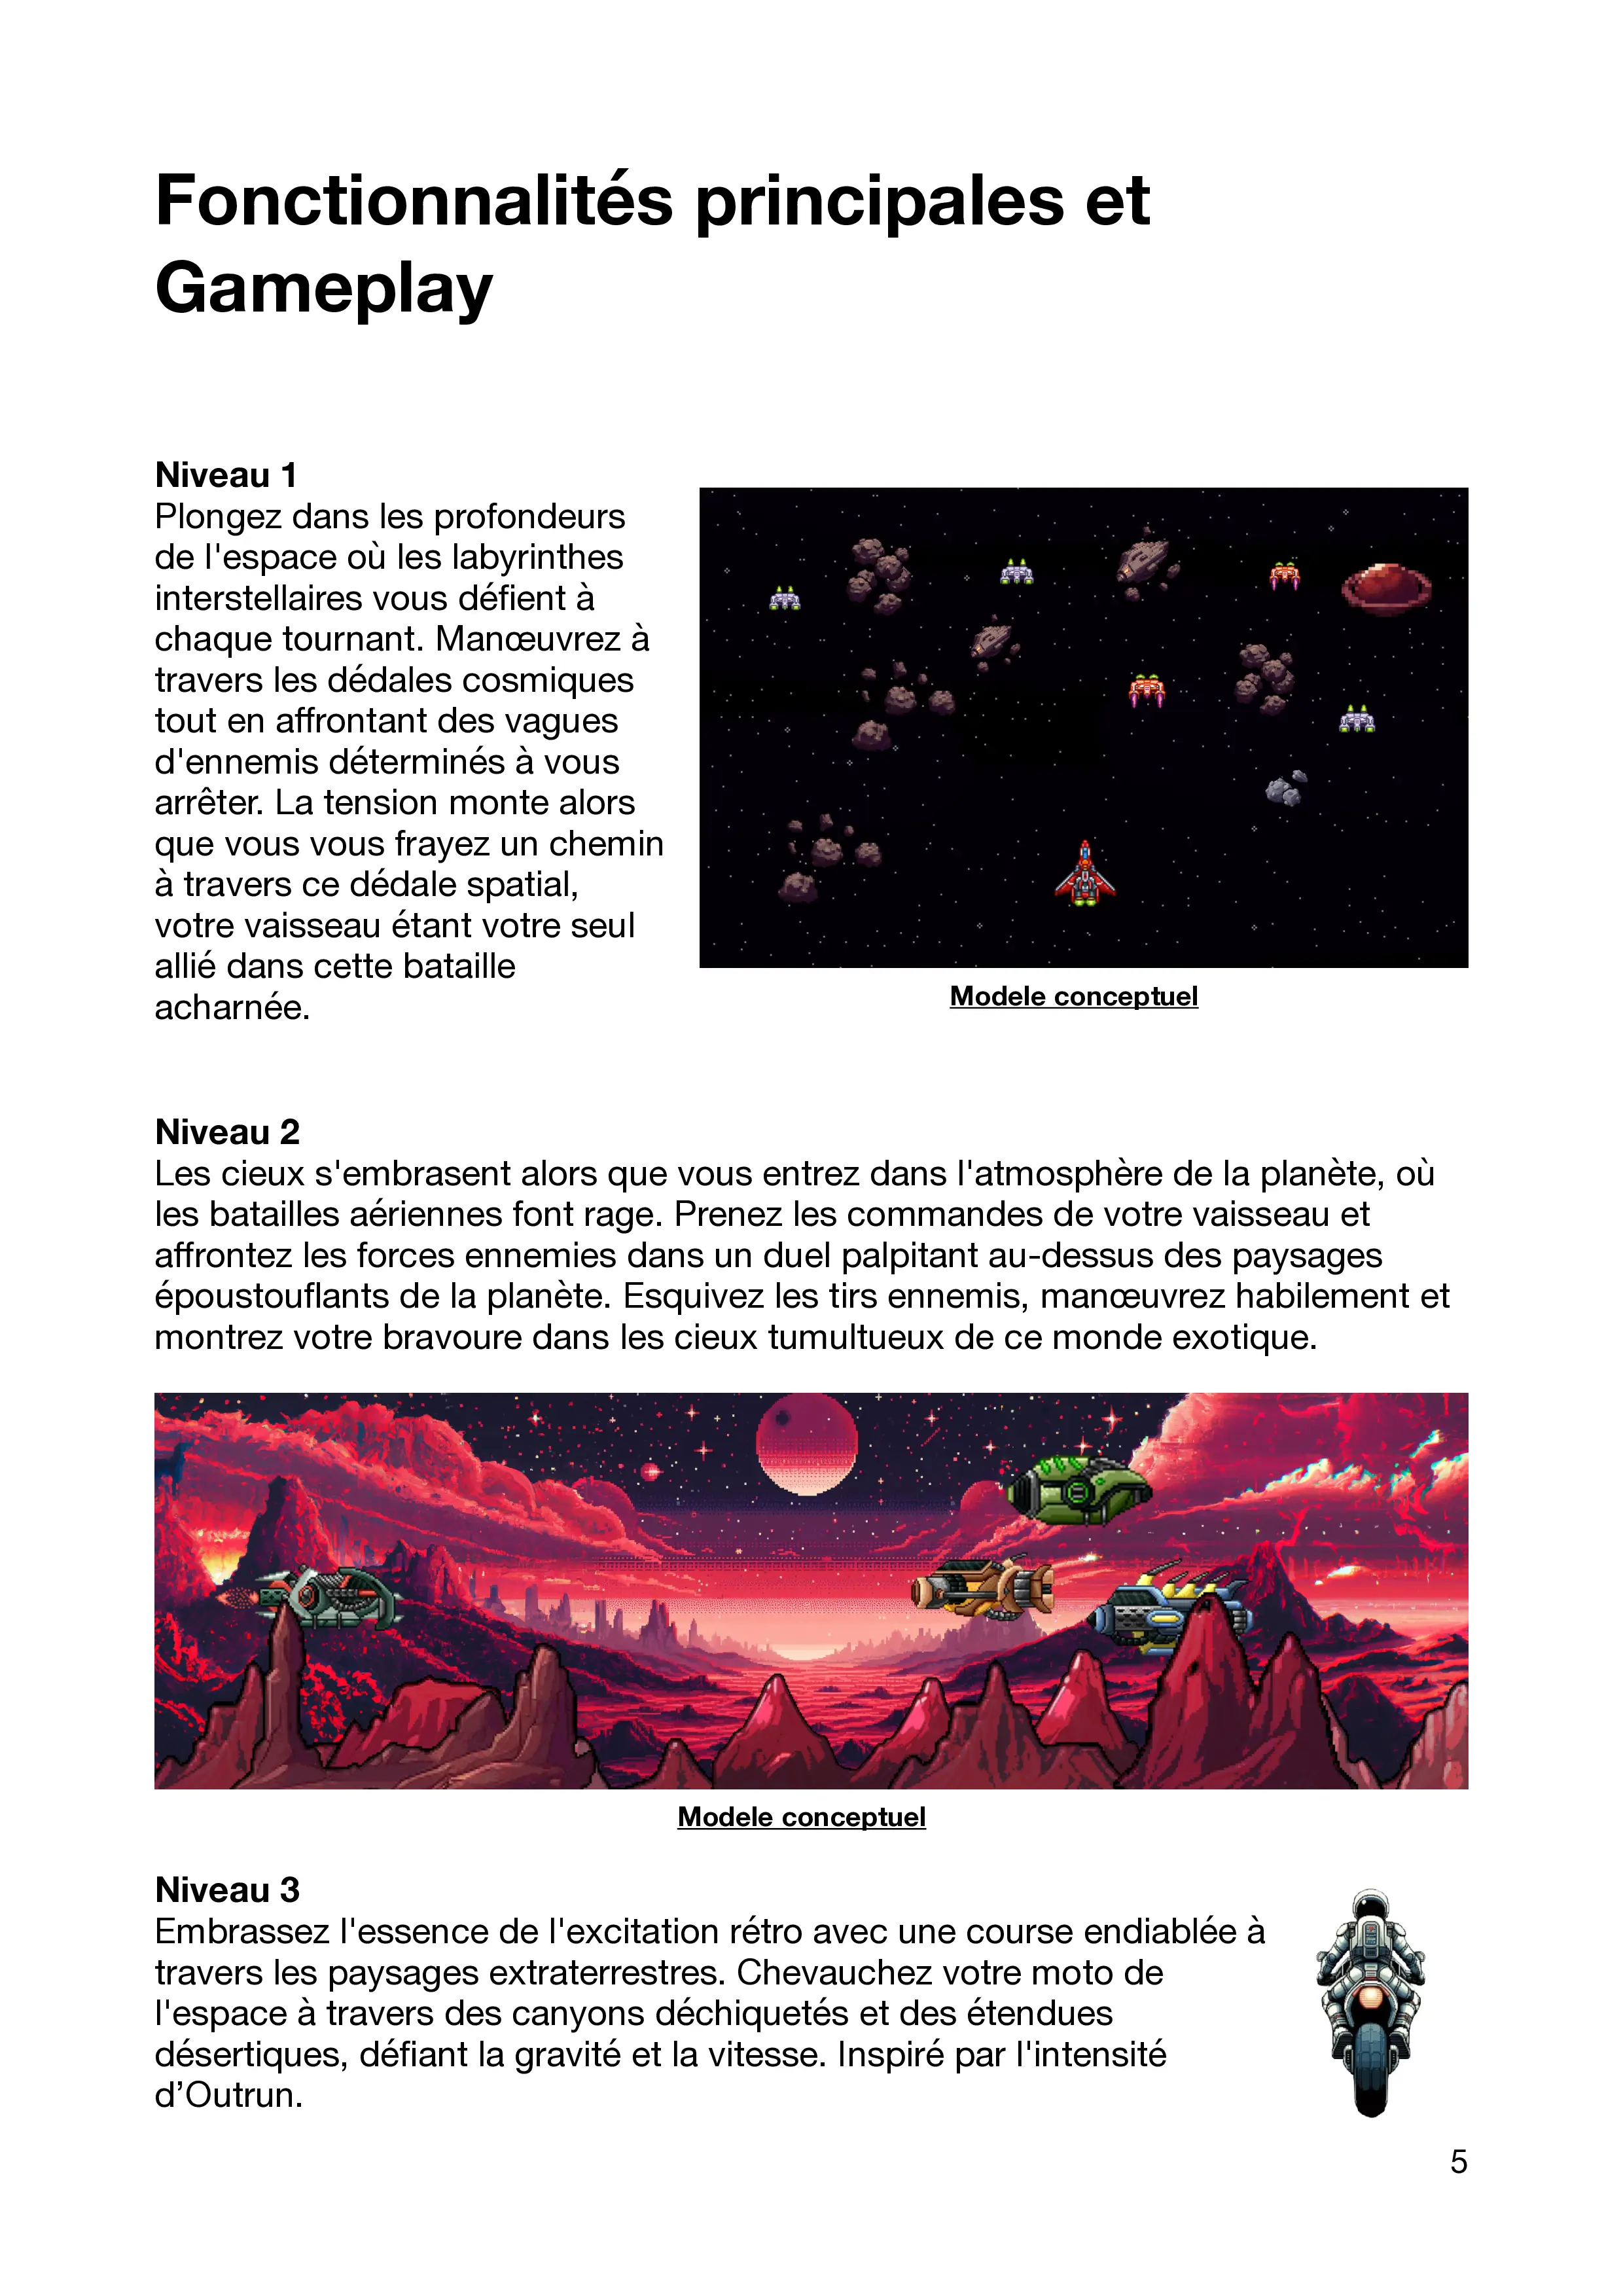 Fonctionnalités principales et
Gameplay
Niveau 1
Plongez dans les profondeurs
de l'espace où les labyrinthes
interstellaires vous défient à
chaque tournant. Manœuvrez à
travers les dédales cosmiques
tout en affrontant des vagues
d'ennemis déterminés à vous
arrêter. La tension monte alors
que vous vous frayez un chemin
à travers ce dédale spatial,
votre vaisseau étant votre seul
allié dans cette bataille
acharnée.
Modele conceptuel
Niveau 2
Les cieux s'embrasent alors que vous entrez dans l'atmosphère de la planète, où
les batailles aériennes font rage. Prenez les commandes de votre vaisseau et
affrontez les forces ennemies dans un duel palpitant au-dessus des paysages
époustouflants de la planète. Esquivez les tirs ennemis, manœuvrez habilement et
montrez votre bravoure dans les cieux tumultueux de ce monde exotique.
Modele conceptuel
Niveau 3
Embrassez l'essence de l'excitation rétro avec une course endiablée à
travers les paysages extraterrestres. Chevauchez votre moto de
l'espace à travers des canyons déchiquetés et des étendues
désertiques, défiant la gravité et la vitesse. Inspiré par l'intensité
d’Outrun.
5